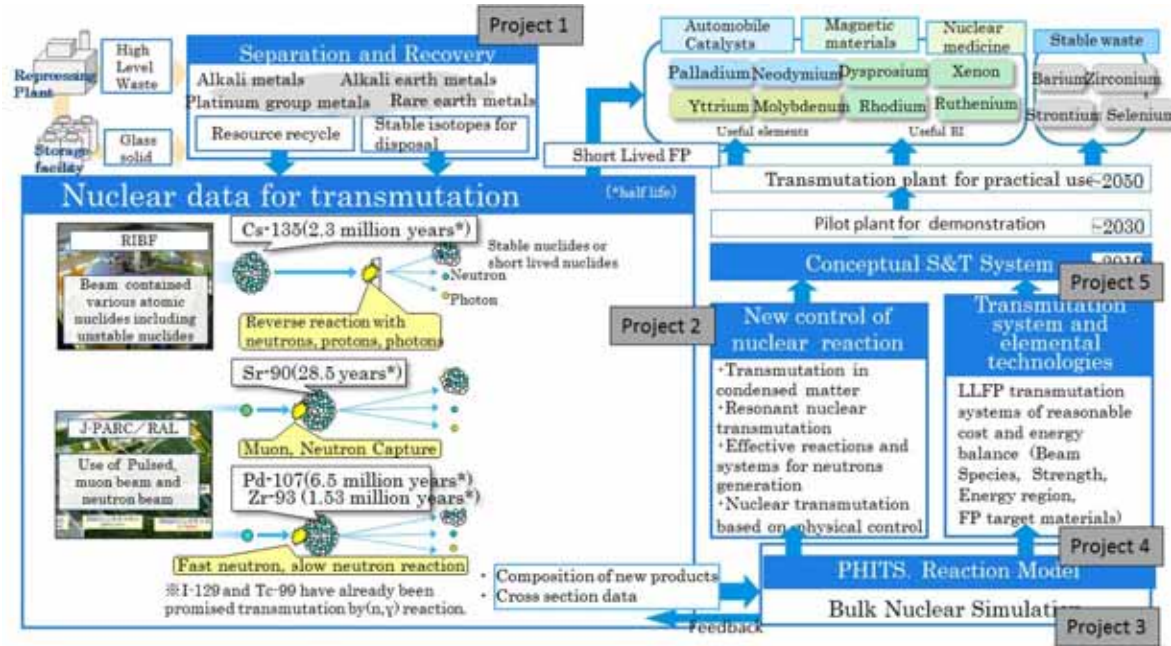 Project 1
Reprocessing
Plant
High
Level
Waste
Storage
facility
Glass
solid
Separation and Recovery
Alkali metals Alkali earth metals
Platinum group metals Rare earth metals
Resource recycle
Stable isotopes for
disposal
Automobile
Catalysts
Magnetic
materials
Nuclear
medicine
Stable waste
Palladium Neodymium Dysprosium Xenon
Yttrium Molybdenum Rhodium Ruthenium
Useful elements Useful RI
Barium Zirconium
Strontium Selenium
Short Lived FP
Transmutation plant for practical use ~2050
Pilot plant for demonstration ~2030
Conceptual S&T System
Project 5
Nuclear data for transmutation (*half life)
RIBF
Beam contained
various atomic
nuclides including
unstable nuclides
Cs-135(2.3 million years*)
Stable nuclides or
short lived nuclides
Neutron
Photon
Reverse reaction with
neutrons, protons, photons
Sr-90(28.5 years*)
Muon, Neutron Capture
J-PARC/RAL
Use of Pulsed,
muon beam and
neutron beam
Pd-107(6.5 million years*)
Zr-93 (1.53 million years*)
Fast neutron, slow neutron reaction
※I-129 and Tc-99 have already been
promised transmutation by(n,γ) reaction.
Project 2
New control of
nuclear reaction
・Transmutation in
condensed matter
・Resonant nuclear
transmutation
・Effective reactions and
systems for neutrons
generation
・Nuclear transmutation
based on physical control
Transmutation
system and
elemental
technologies
LLFP transmutation
systems of reasonable
cost and energy
balance (Beam
Species, Strength,
Energy region,
FP target materials)
Project 4
PHITS. Reaction Model
Bulk Nuclear Simulation
Project 3
・ Composition of new products
・ Cross section data
Feedback